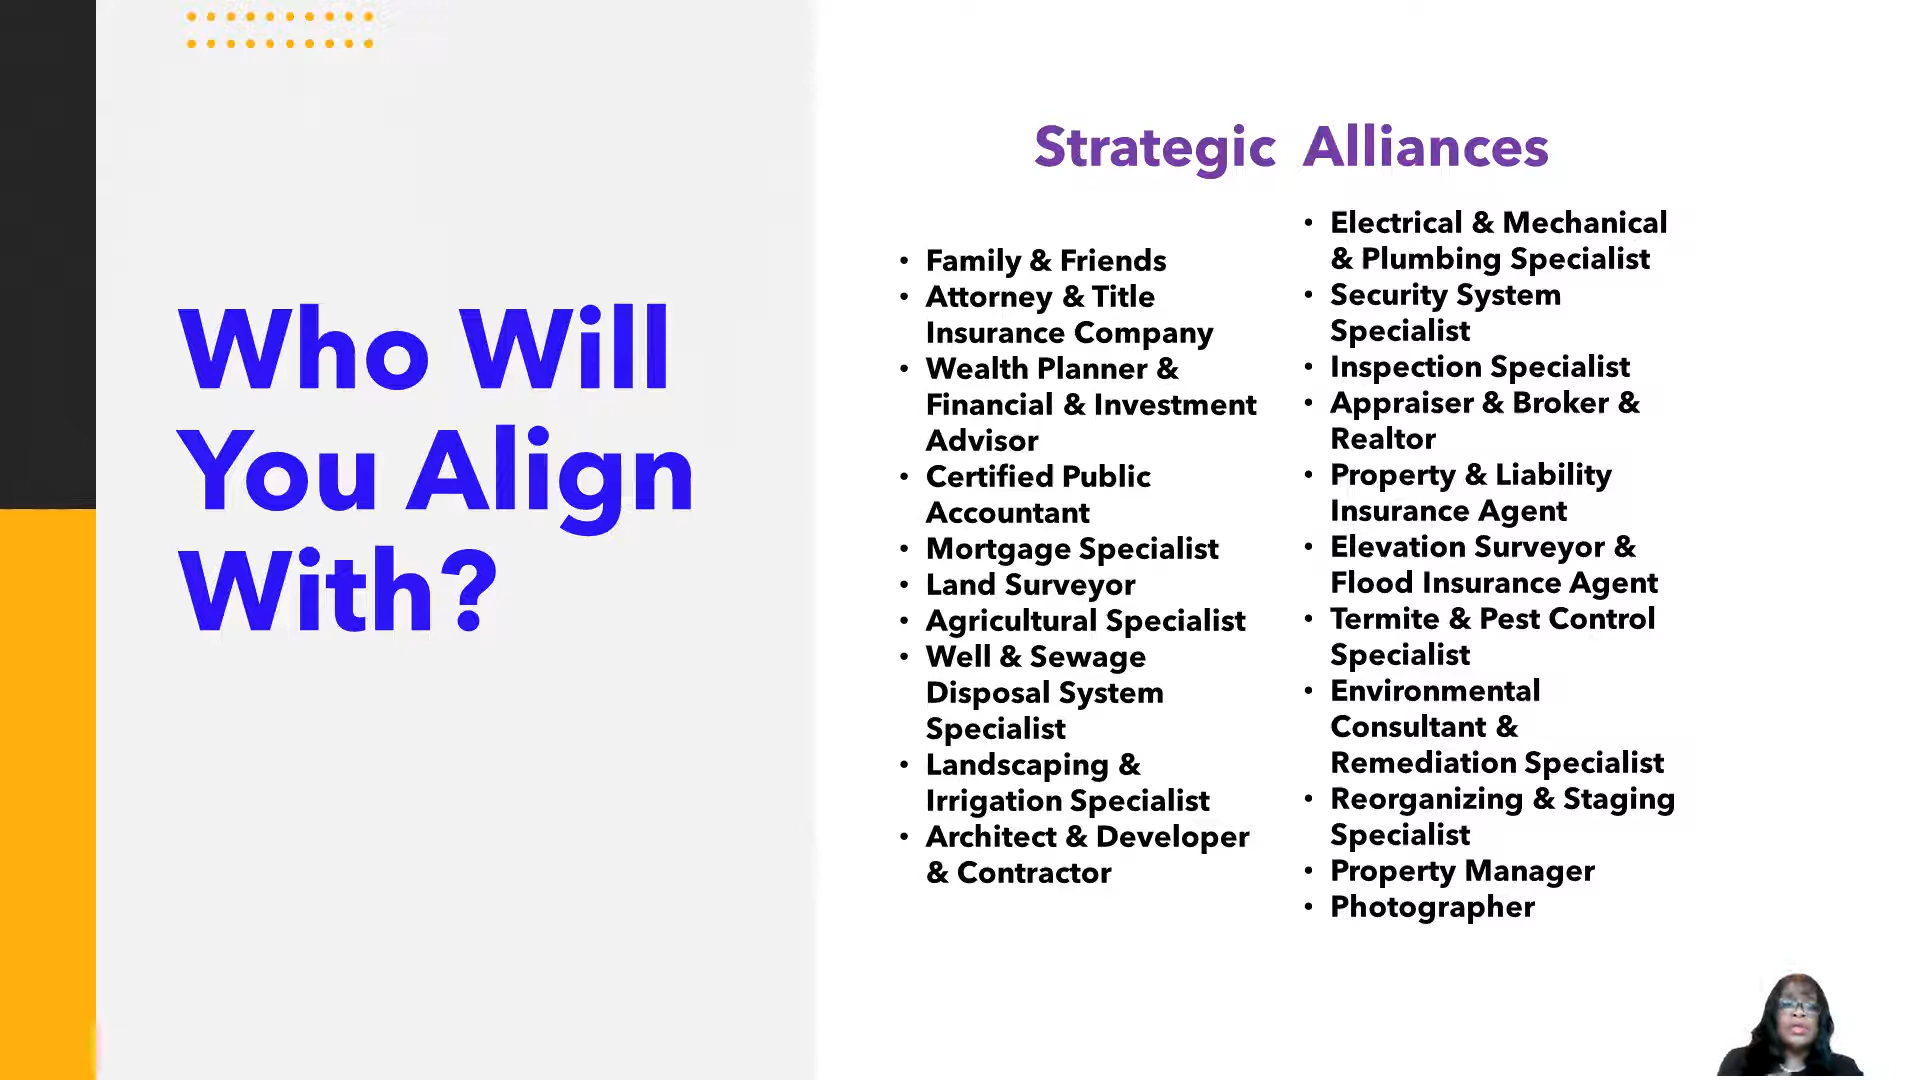 Who Will
You Align
With?
Strategic Alliances
• Family & Friends
• Attorney & Title
Insurance Company
• Wealth Planner &
Financial & Investment
Advisor
• Certified Public
Accountant
• Mortgage Specialist
• Land Surveyor
• Agricultural Specialist
• Well & Sewage
Disposal System
Specialist
• Landscaping &
Irrigation Specialist
• Architect & Developer
& Contractor
• Electrical & Mechanical
& Plumbing Specialist
• Security System
Specialist
• Inspection Specialist
• Appraiser & Broker &
Realtor
• Property & Liability
Insurance Agent
• Elevation Surveyor &
Flood Insurance Agent
• Termite & Pest Control
Specialist
• Environmental
Consultant &
Remediation Specialist
• Reorganizing & Staging
Specialist
• Property Manager
• Photographer